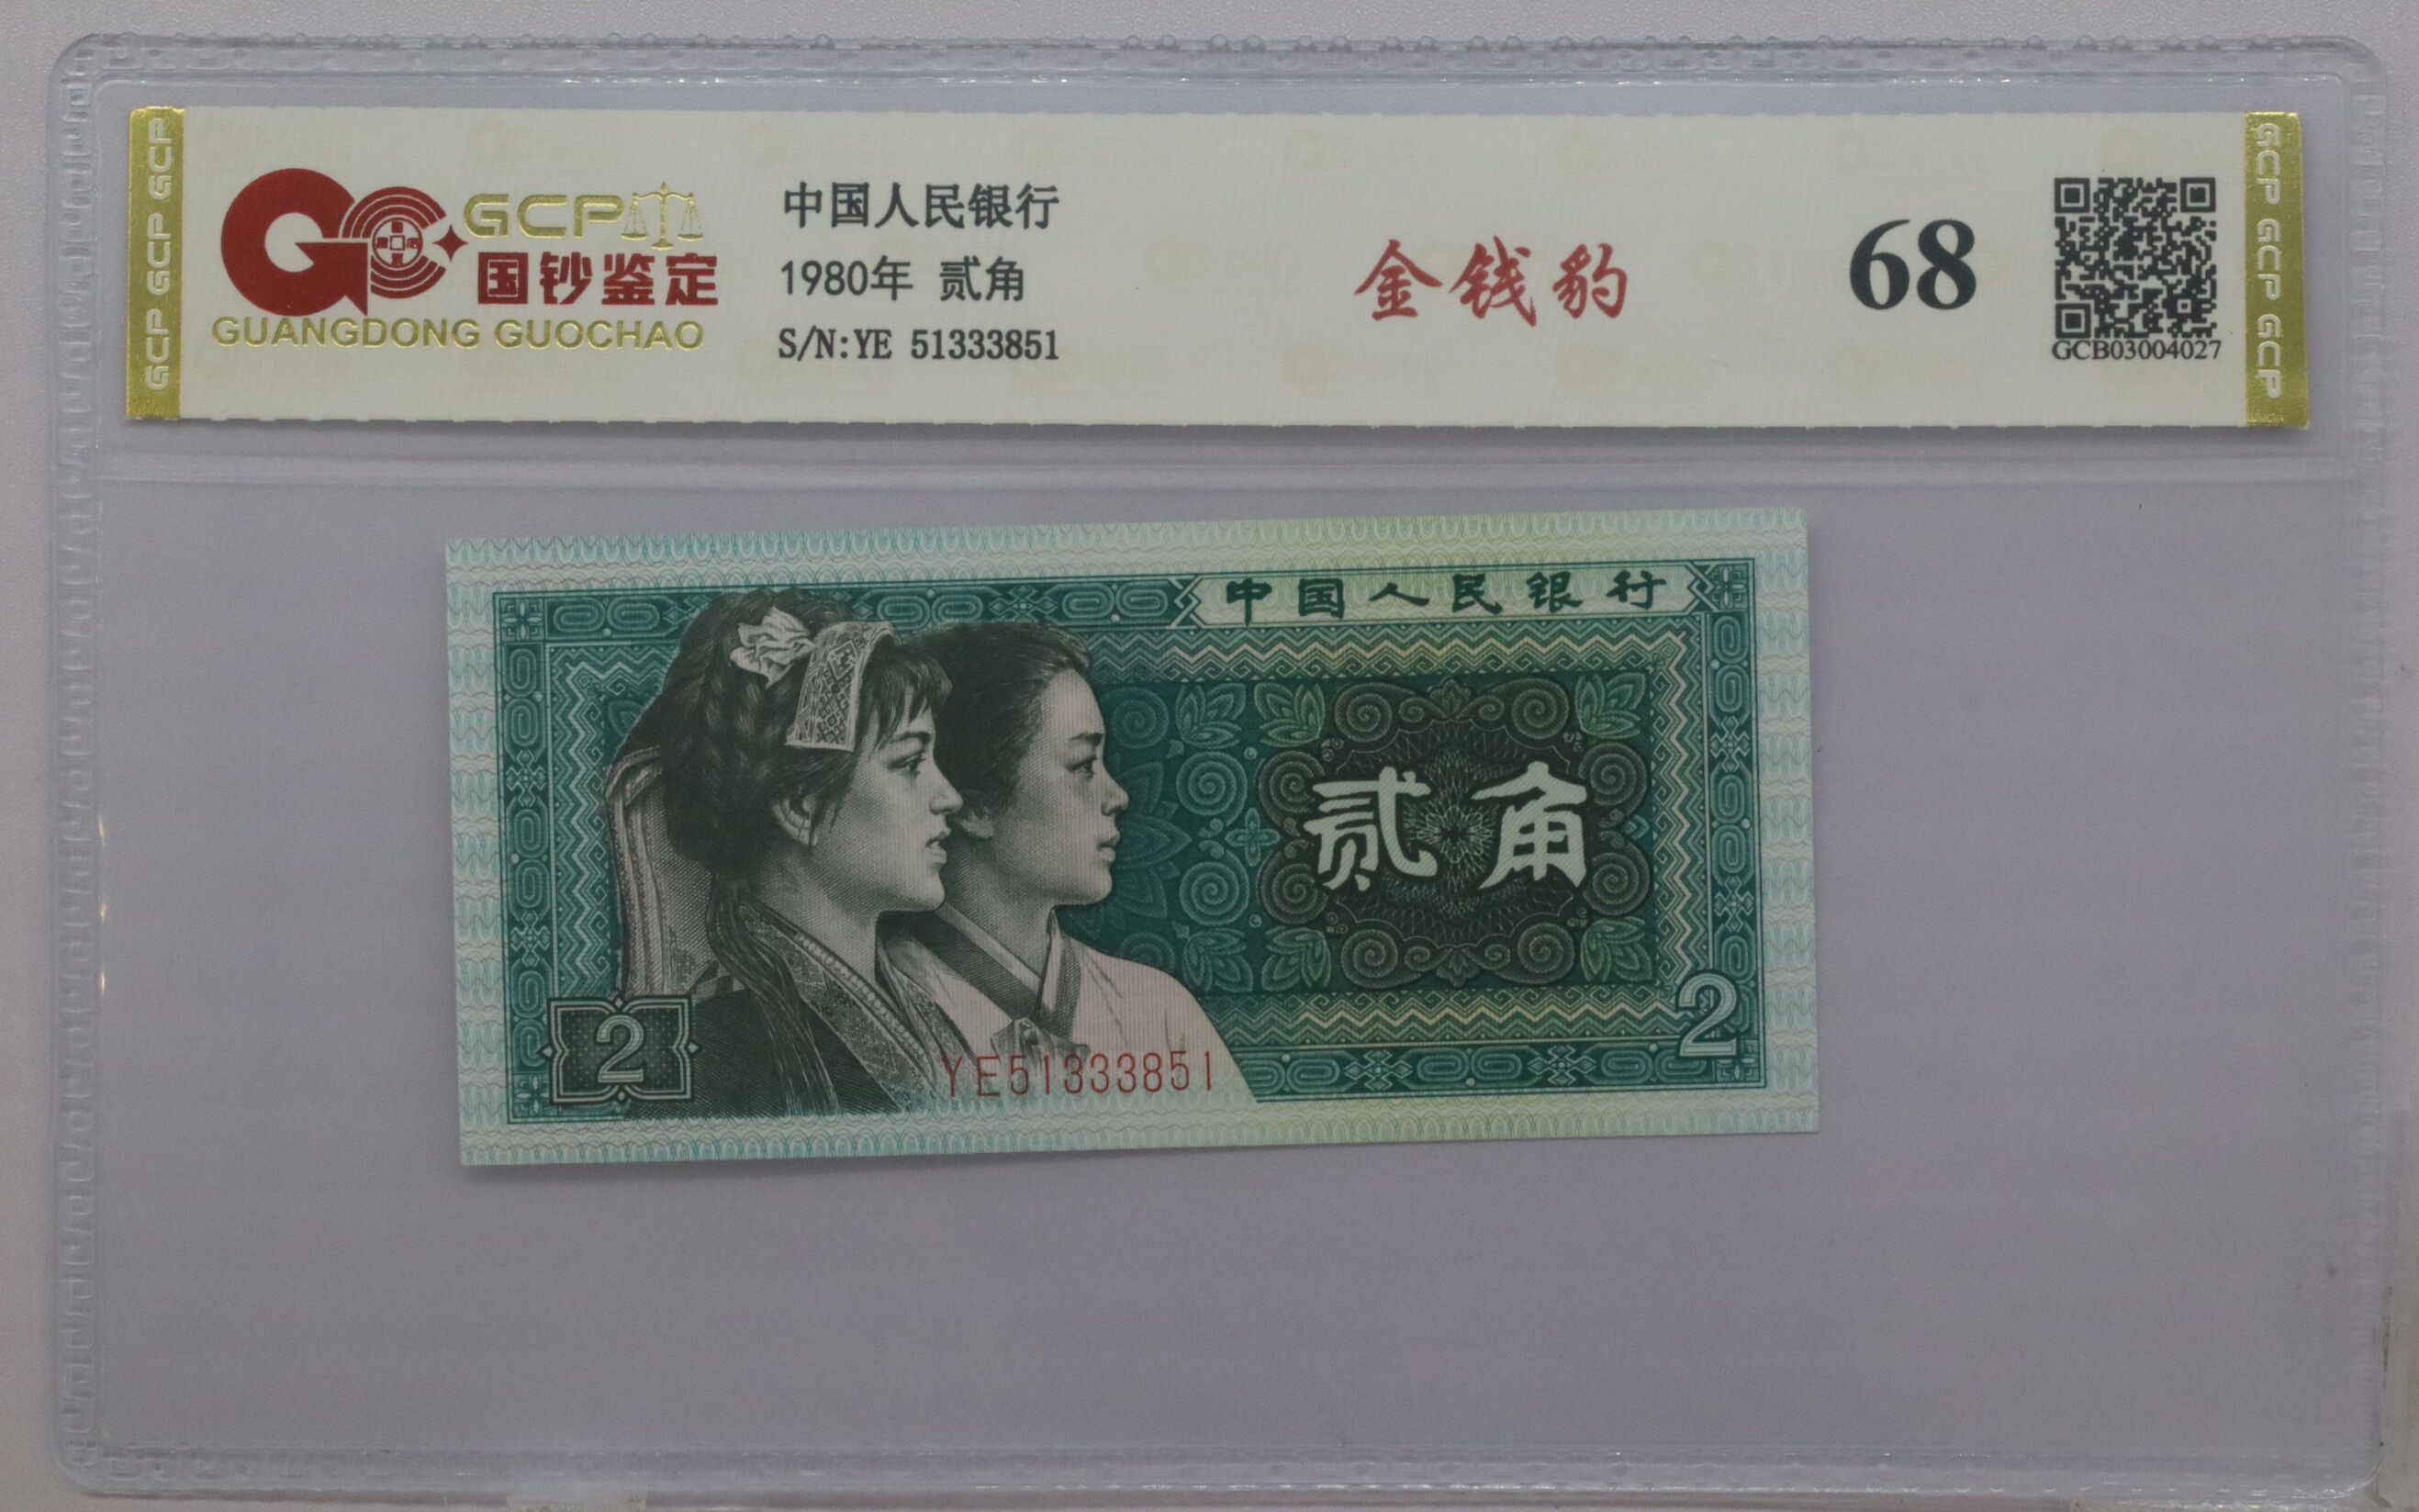 GCP GCP GCP
GCP
国钞鉴定
GUANGDONG GUOCHAO
中国人民银行
1980年 贰角
S/N:YE 51333851
金钱豹
68
GCB03004027
GCP GCP GCP GCP
中国人民银行
贰角
2
2
YE51333851